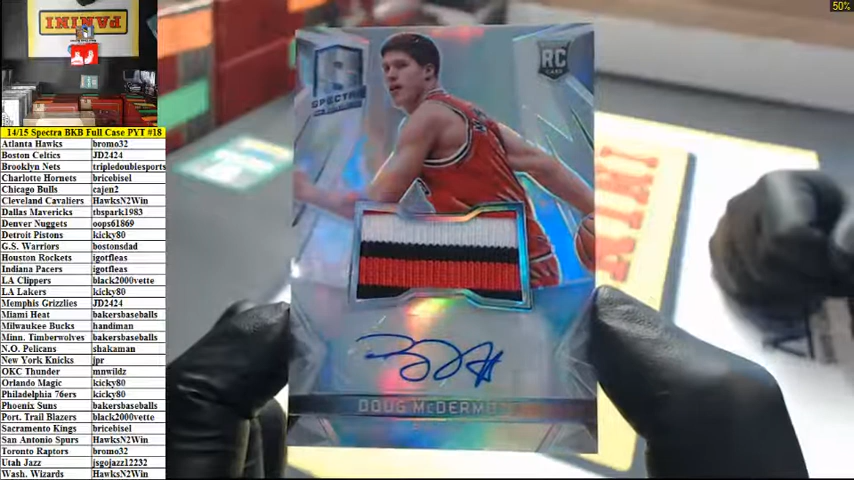 50%
PANINI
14/15 Spectra BKB Full Case PYT #18
Atlanta Hawks bromo32
Boston Celtics JD2424
Brooklyn Nets tripledoublesports
Charlotte Hornets bricebisel
Chicago Bulls cajen2
Cleveland Cavaliers HawksN2Win
Dallas Mavericks tbspark1983
Denver Nuggets oops61869
Detroit Pistons kicky80
G.S. Warriors bostonsdad
Houston Rockets igotfleas
Indiana Pacers igotfleas
LA Clippers black2000vette
LA Lakers kicky80
Memphis Grizzlies JD2424
Miami Heat bakersbaseballs
Milwaukee Bucks handiman
Minn. Timberwolves bakersbaseballs
N.O. Pelicans shakaman
New York Knicks jpr
OKC Thunder mnwildz
Orlando Magic kicky80
Philadelphia 76ers kicky80
Phoenix Suns bakersbaseballs
Port. Trail Blazers black2000vette
Sacramento Kings bricebisel
San Antonio Spurs HawksN2Win
Toronto Raptors bromo32
Utah Jazz jsgojazz12232
Wash. Wizards HawksN2Win
SPECTRA
RC
DOUG McDERMO
PANINI